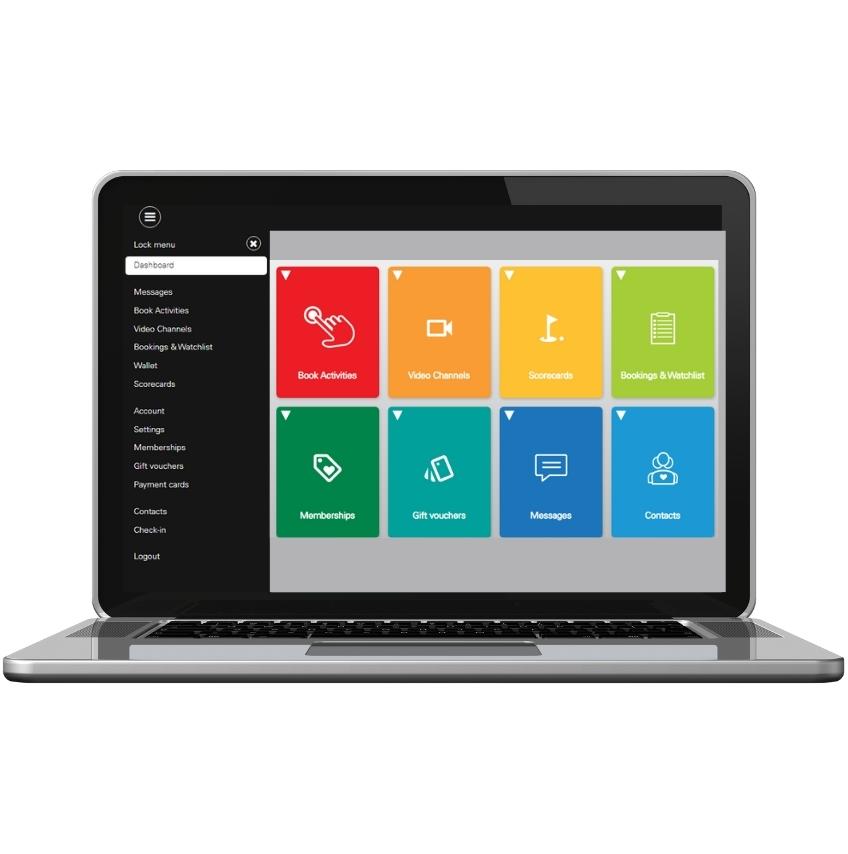 Lock menu
Dashboard
Messages
Book Activities
Video Channels
Bookings & Watchlist
Wallet
Scorecards
Account
Settings
Memberships
Gift vouchers
Payment cards
Contacts
Check-in
Logout
Book Activities
Video Channels
Scorecards
Bookings & Watchlist
Memberships
Gift vouchers
Messages
Contacts